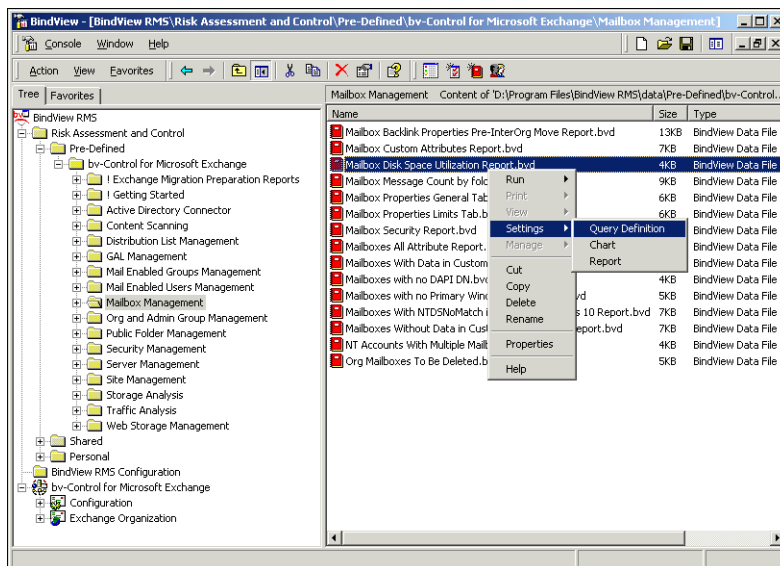 BindView - [BindView RMS\Risk Assessment and Control\Pre-Defined\bv-Control for Microsoft Exchange\Mailbox Management]
Console Window Help
Action View Favorites
Tree Favorites
Mailbox Management Content of 'D:\Program Files\BindView RMS\data\Pre-Defined\bv-Control...
Name Size Type
BindView RMS
Risk Assessment and Control
Pre-Defined
bv-Control for Microsoft Exchange
! Exchange Migration Preparation Reports
! Getting Started
Active Directory Connector
Content Scanning
Distribution List Management
GAL Management
Mail Enabled Groups Management
Mail Enabled Users Management
Mailbox Management
Org and Admin Group Management
Public Folder Management
Security Management
Server Management
Site Management
Storage Analysis
Traffic Analysis
Web Storage Management
Shared
Personal
BindView RMS Configuration
bv-Control for Microsoft Exchange
Configuration
Exchange Organization
Mailbox Backlink Properties Pre-InterOrg Move Report.bvd 13KB BindView Data File
Mailbox Custom Attributes Report.bvd 7KB BindView Data File
Mailbox Disk Space Utilization Report.bvd 4KB BindView Data File
Mailbox Message Count by folc 9KB BindView Data File
Mailbox Properties General Tab 6KB BindView Data File
Mailbox Properties Limits Tab.b 6KB BindView Data File
Mailbox Security Report.bvd BindView Data File
Mailboxes All Attribute Report. BindView Data File
Mailboxes With Data in Custom BindView Data File
Mailboxes with no DAPI DN.bvc 4KB BindView Data File
Mailboxes with no Primary Winc vd 5KB BindView Data File
Mailboxes With NTDSNoMatch i s 10 Report.bvd 7KB BindView Data File
Mailboxes Without Data in Cust eport.bvd 7KB BindView Data File
NT Accounts With Multiple Mailb 4KB BindView Data File
Org Mailboxes To Be Deleted.b 5KB BindView Data File
Run
Print
View
Settings
Manage
Cut
Copy
Delete
Rename
Properties
Help
Query Definition
Chart
Report